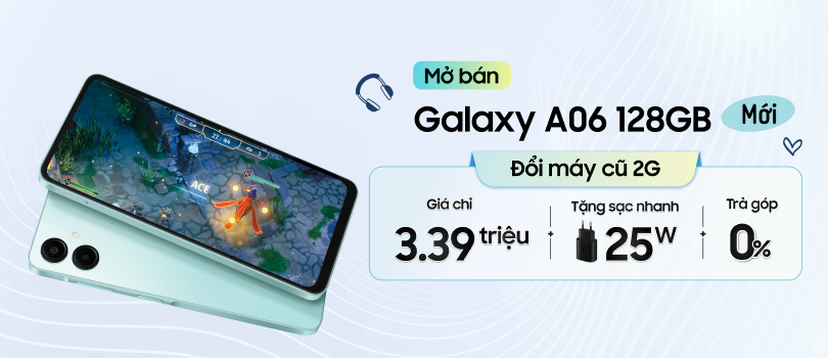 Mở bán
Galaxy A06 128GB
Mới
Đổi máy cũ 2G
Giá chỉ
3.39 triệu
+
Tặng sạc nhanh
25W
+
Trả góp
0%
ACE